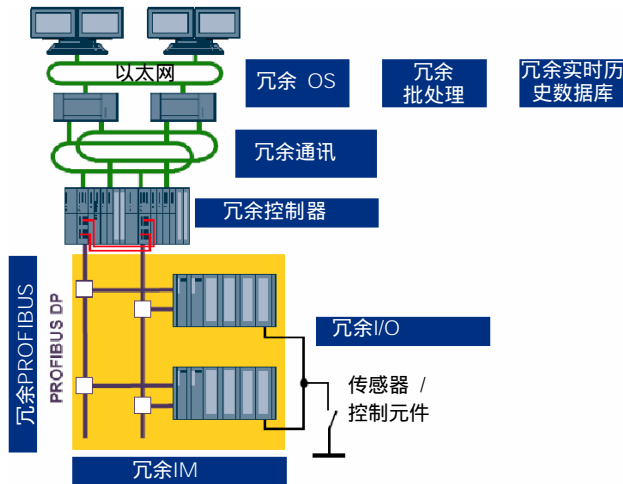 以太网
冗余 OS
冗余
批处理
冗余实时历
史数据库
冗余通讯
冗余控制器
冗余PROFIBUS
PROFIBUS DP
冗余I/O
传感器 /
控制元件
冗余IM